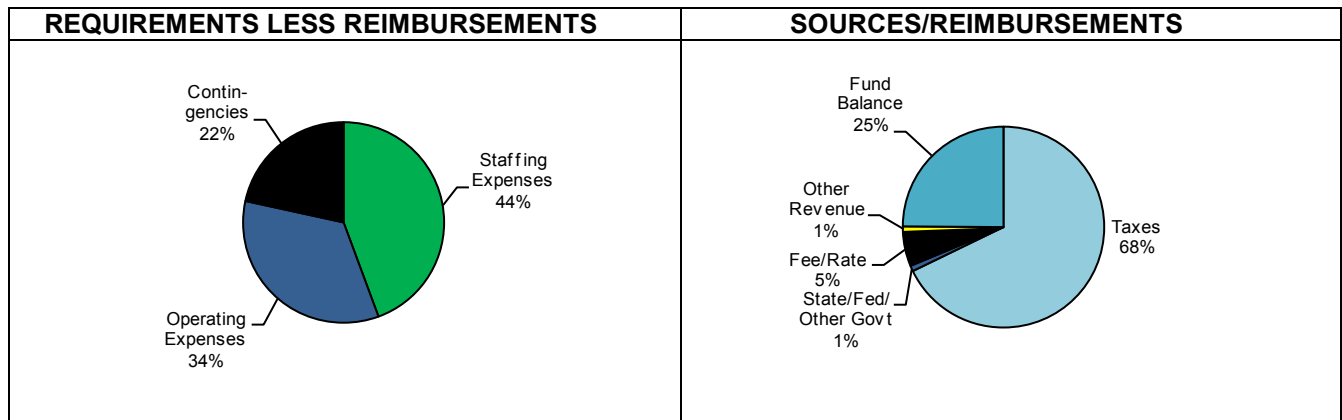 REQUIREMENTS LESS REIMBURSEMENTS
Contin-
gencies
22%
Staffing
Expenses
44%
Operating
Expenses
34%
SOURCES/REIMBURSEMENTS
Fund
Balance
25%
Other
Revenue
1%
Fee/Rate
5%
State/Fed/
Other Govt
1%
Taxes
68%